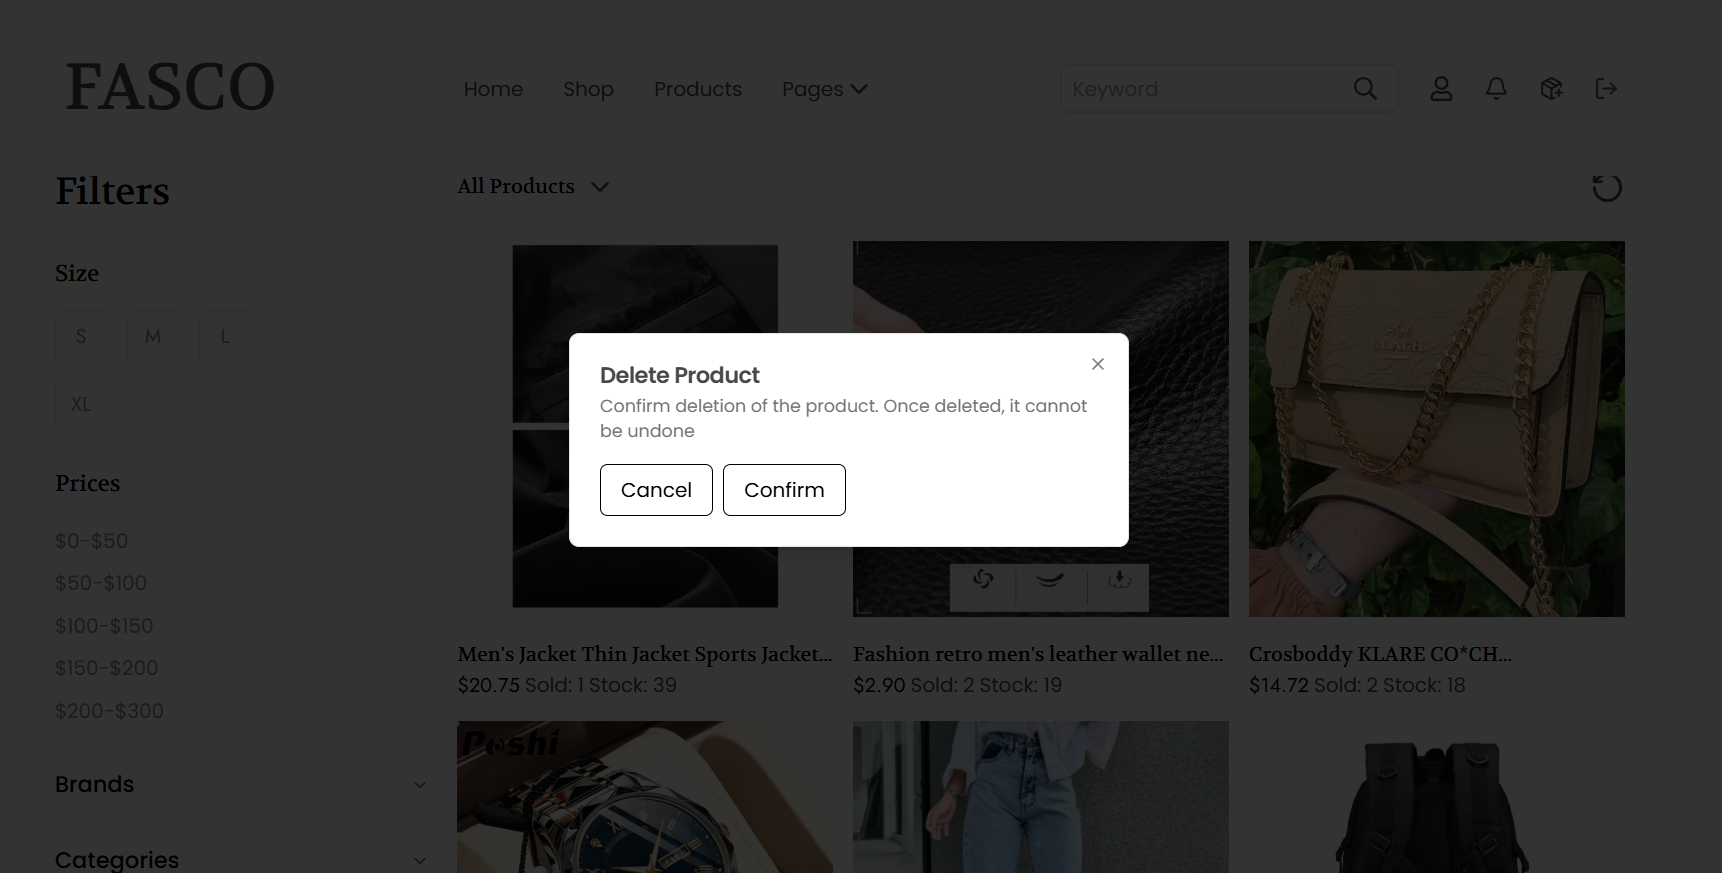 FASCO
Home Shop Products Pages
Keyword
Filters
All Products
Size
S M L
XL
Prices
$0-$50
$50-$100
$100-$150
$150-$200
$200-$300
Brands
Categories
Delete Product
Confirm deletion of the product. Once deleted, it cannot
be undone
Cancel Confirm
COACH
Men's Jacket Thin Jacket Sports Jacket...
$20.75 Sold: 1 Stock: 39
Fashion retro men's leather wallet ne...
$2.90 Sold: 2 Stock: 19
Crosboddy KLARE CO*CH...
$14.72 Sold: 2 Stock: 18
Poshi
XII